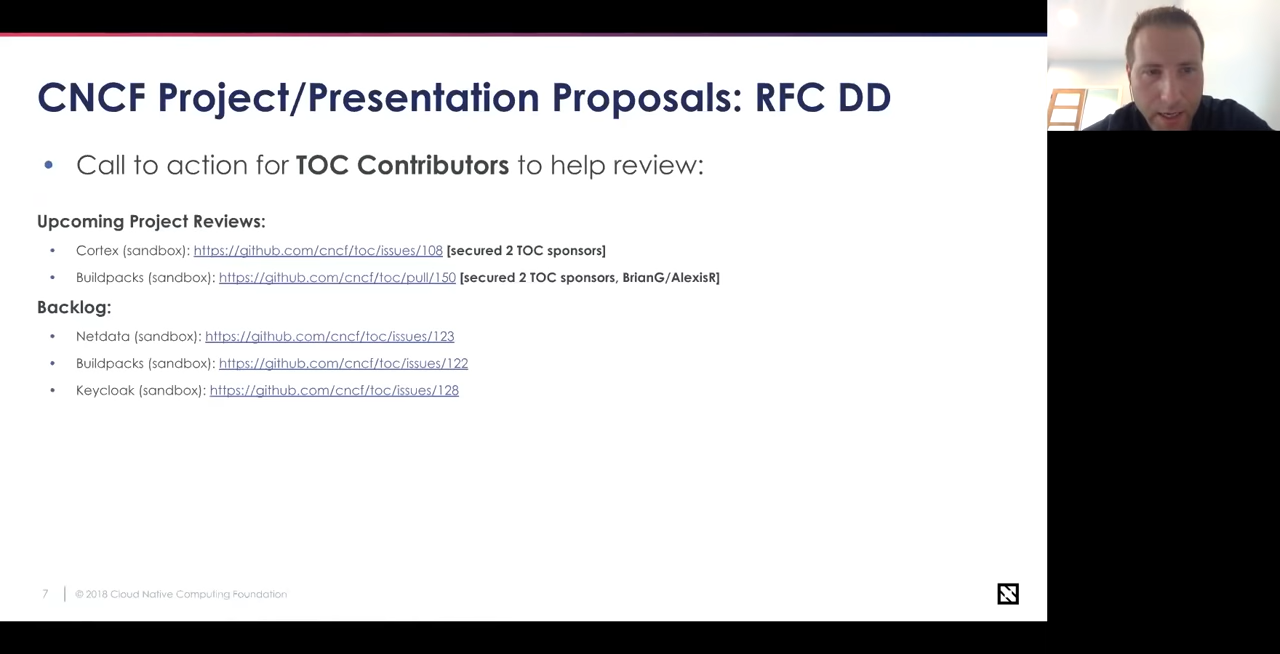 CNCF Project/Presentation Proposals: RFC DD
• Call to action for TOC Contributors to help review:
Upcoming Project Reviews:
• Cortex (sandbox): https://github.com/cncf/toc/issues/108 [secured 2 TOC sponsors]
• Buildpacks (sandbox): https://github.com/cncf/toc/pull/150 [secured 2 TOC sponsors, BrianG/AlexisR]
Backlog:
• Netdata (sandbox): https://github.com/cncf/toc/issues/123
• Buildpacks (sandbox): https://github.com/cncf/toc/issues/122
• Keycloak (sandbox): https://github.com/cncf/toc/issues/128
7 © 2018 Cloud Native Computing Foundation